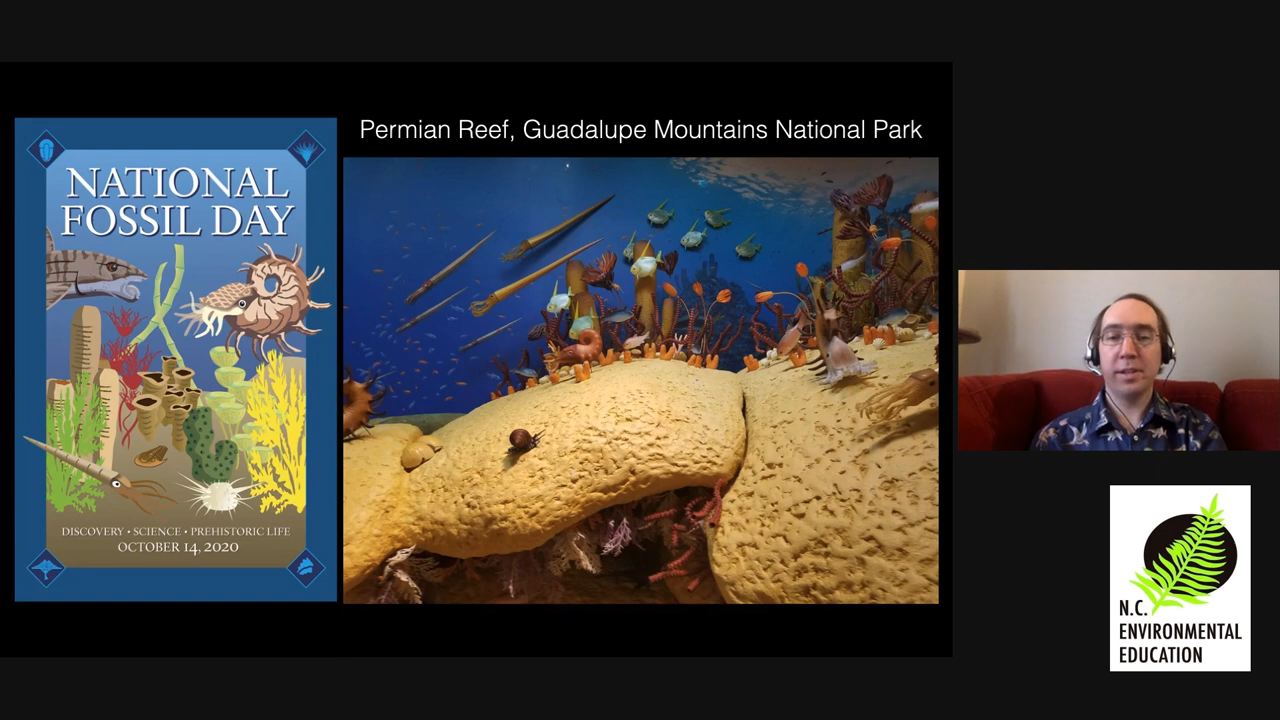 NATIONAL
FOSSIL DAY
DISCOVERY • SCIENCE • PREHISTORIC LIFE
OCTOBER 14, 2020
Permian Reef, Guadalupe Mountains National Park
N.C.
ENVIRONMENTAL
EDUCATION